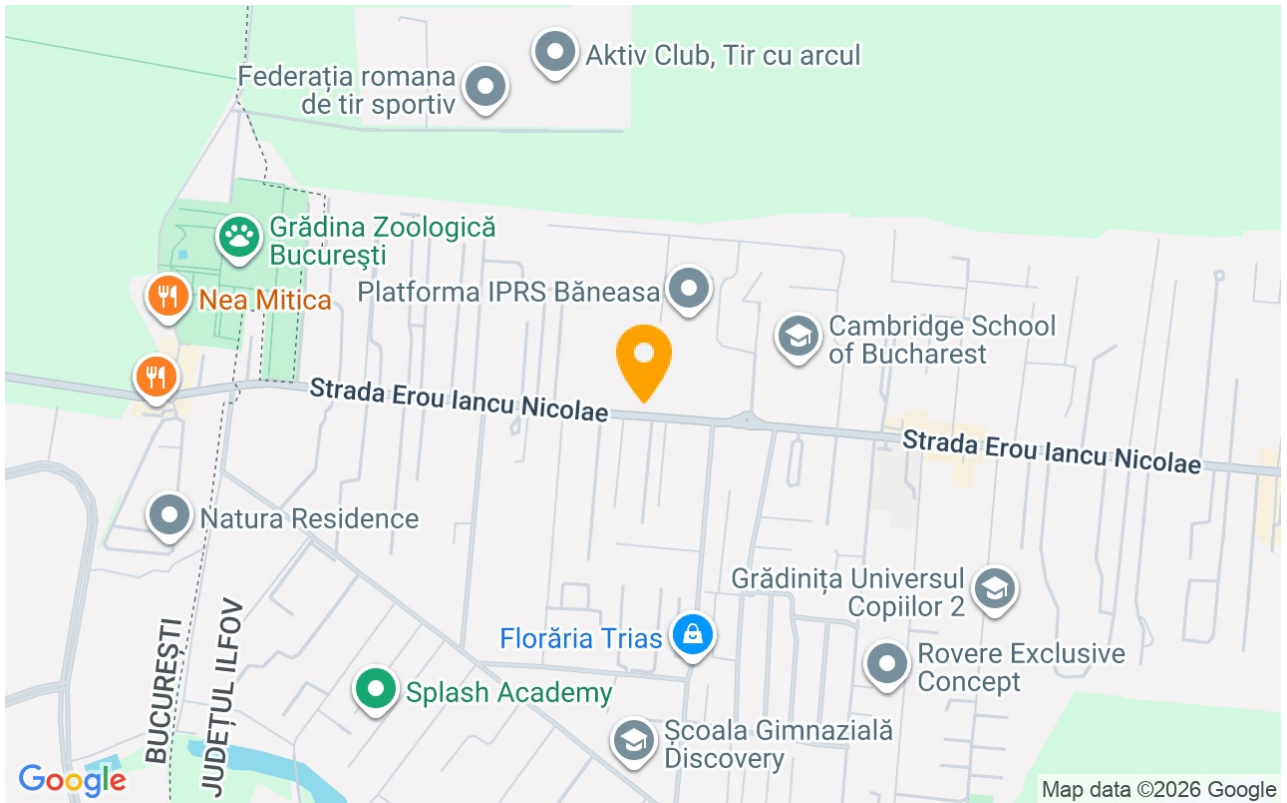 Aktiv Club, Tir cu arcul
Federația romana
de tir sportiv
Grădina Zoologică
București
Nea Mitica
Platforma IPRS Băneasa
Cambridge School
of Bucharest
Strada Erou Iancu Nicolae
Strada Erou Iancu Nicolae
Natura Residence
Grădinița Universul
Copiilor 2
BUCUREȘTI
JUDEȚUL ILFOV
Florăria Trias
Rovere Exclusive
Concept
Splash Academy
Școala Gimnazială
Discovery
Google
Map data ©2026 Google